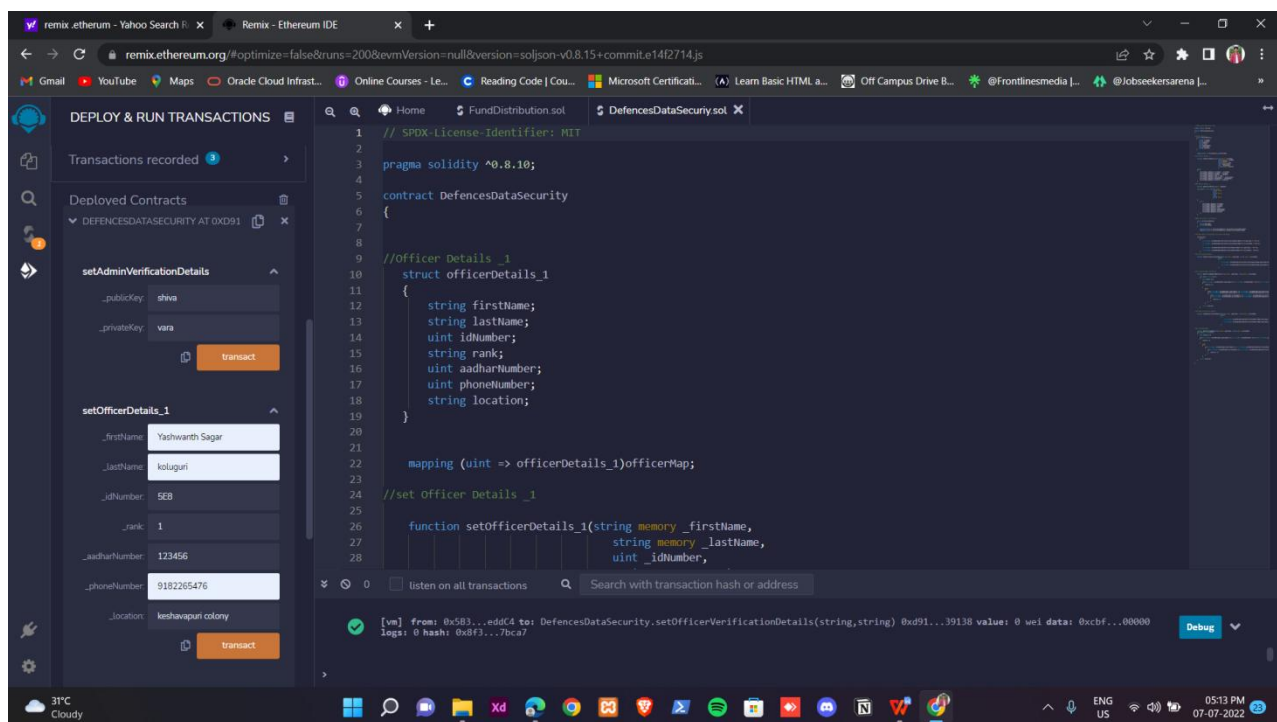 remix .etherum - Yahoo Search R
Remix - Ethereum IDE
remix.ethereum.org/#optimize=false&runs=200&evmVersion=null&version=soljson-v0.8.15+commit.e14f2714.js
Gmail
YouTube
Maps
Oracle Cloud Infrast...
Online Courses - Le...
Reading Code | Cou...
Microsoft Certificati...
Learn Basic HTML a...
Off Campus Drive B...
@Frontlinesmedia |...
@Jobseekersarena |...
DEPLOY & RUN TRANSACTIONS
Home
FundDistribution.sol
DefencesDataSecuriy.sol
Transactions recorded 3
Deployed Contracts
DEFENCESDATASECURITY AT 0XD91
setAdminVerificationDetails
_publicKey: shiva
_privateKey: vara
transact
setOfficerDetails_1
_firstName: Yashwanth Sagar
_lastName: koluguri
_idNumber: 5E8
_rank: 1
_aadharNumber: 123456
_phoneNumber: 9182265476
_location: keshavapuri colony
transact
1 // SPDX-License-Identifier: MIT
2
3 pragma solidity ^0.8.10;
4
5 contract DefencesDataSecurity
6 {
7
8
9 //Officer Details _1
10 struct officerDetails_1
11 {
12 string firstName;
13 string lastName;
14 uint idNumber;
15 string rank;
16 uint aadharNumber;
17 uint phoneNumber;
18 string location;
19 }
20
21
22 mapping (uint => officerDetails_1)officerMap;
23
24 //set Officer Details _1
25
26 function setOfficerDetails_1(string memory _firstName,
27 string memory _lastName,
28 uint _idNumber,
0
listen on all transactions
Search with transaction hash or address
[vm] from: 0x5B3...eddC4 to: DefencesDataSecurity.setOfficerVerificationDetails(string,string) 0xd91...39138 value: 0 wei data: 0xcbf...00000
logs: 0 hash: 0x8f3...7bca7
Debug
>
31°C
Cloudy
Xd
ENG
US
05:13 PM
07-07-2022
23